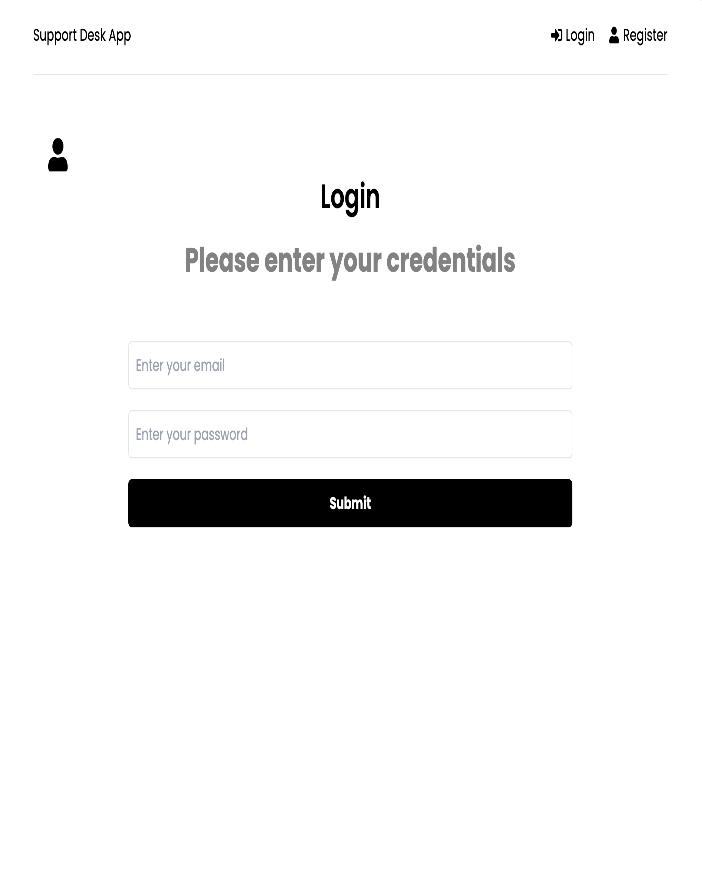 Support Desk App
Login
Register
Login
Please enter your credentials
Enter your email
Enter your password
Submit